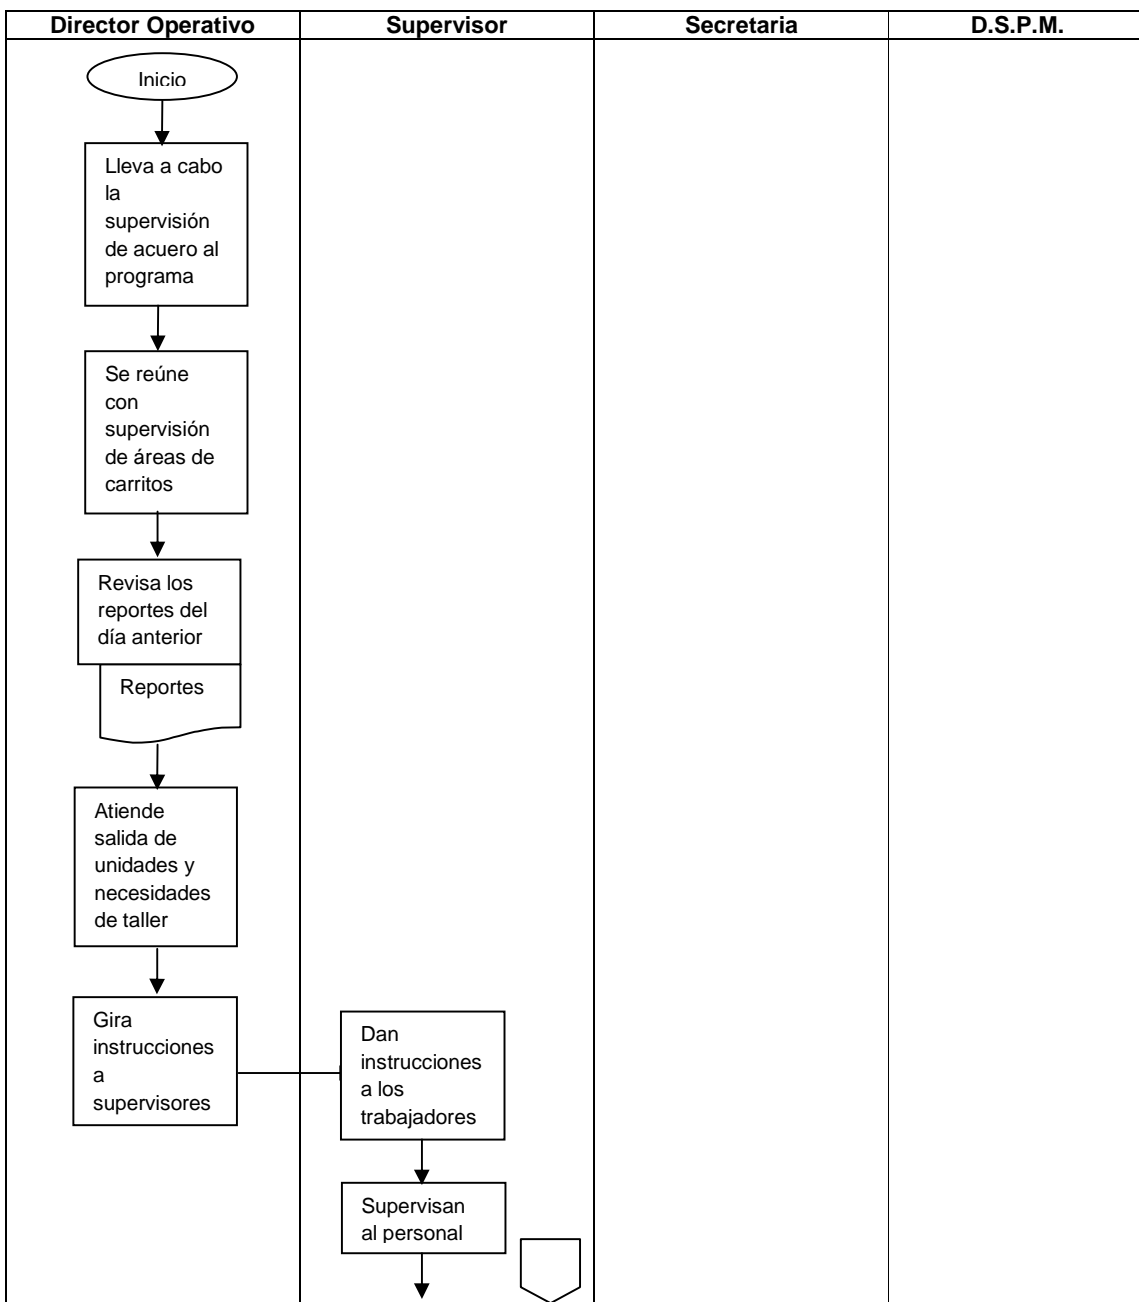 Director Operativo
Supervisor
Secretaria
D.S.P.M.
Inicio
Lleva a cabo
la
supervisión
de acuero al
programa
Se reúne
con
supervisión
de áreas de
carritos
Revisa los
reportes del
día anterior
Reportes
Atiende
salida de
unidades y
necesidades
de taller
Gira
instrucciones
a
supervisores
Dan
instrucciones
a los
trabajadores
Supervisan
al personal